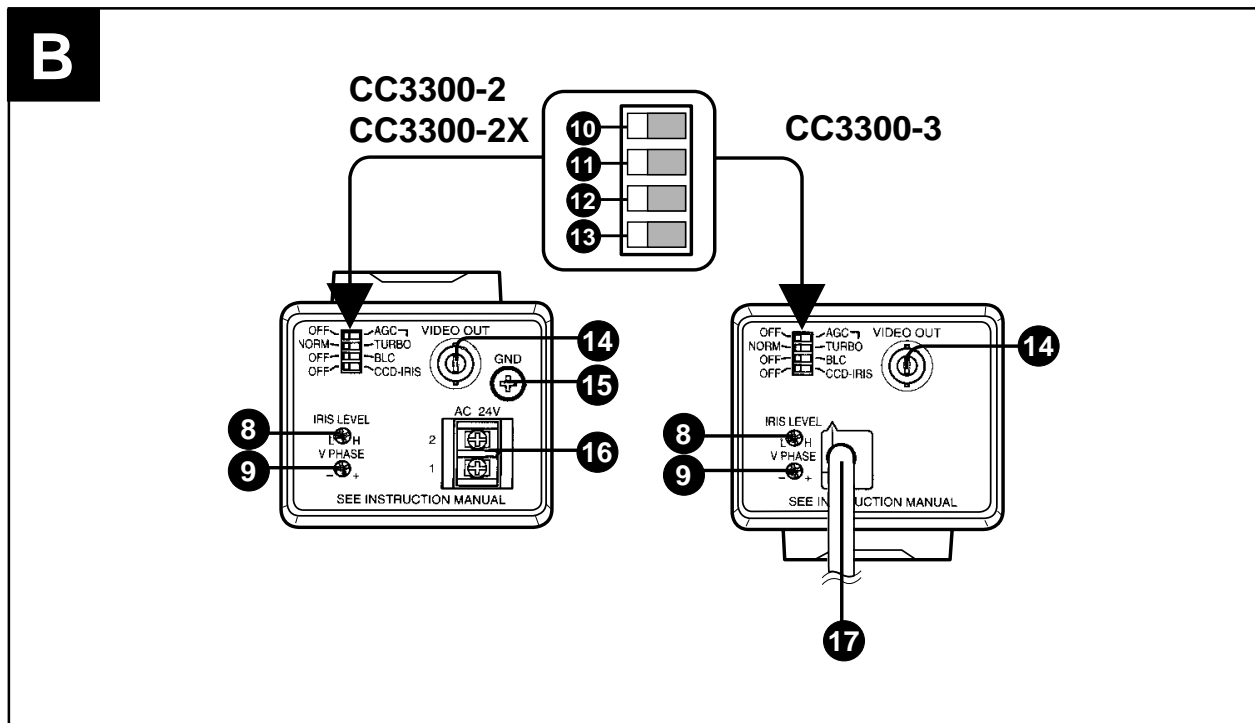 B
CC3300-2
CC3300-2X
CC3300-3
10
11
12
13
OFF AGC
NORM TURBO
OFF BLC
OFF CCD-IRIS
VIDEO OUT
14
GND
15
AC 24V
2
1
16
8
IRIS LEVEL
L H
9
V PHASE
- +
SEE INSTRUCTION MANUAL
OFF AGC
NORM TURBO
OFF BLC
OFF CCD-IRIS
VIDEO OUT
14
8
IRIS LEVEL
L H
9
V PHASE
- +
SEE IN UCTION MANUAL
17